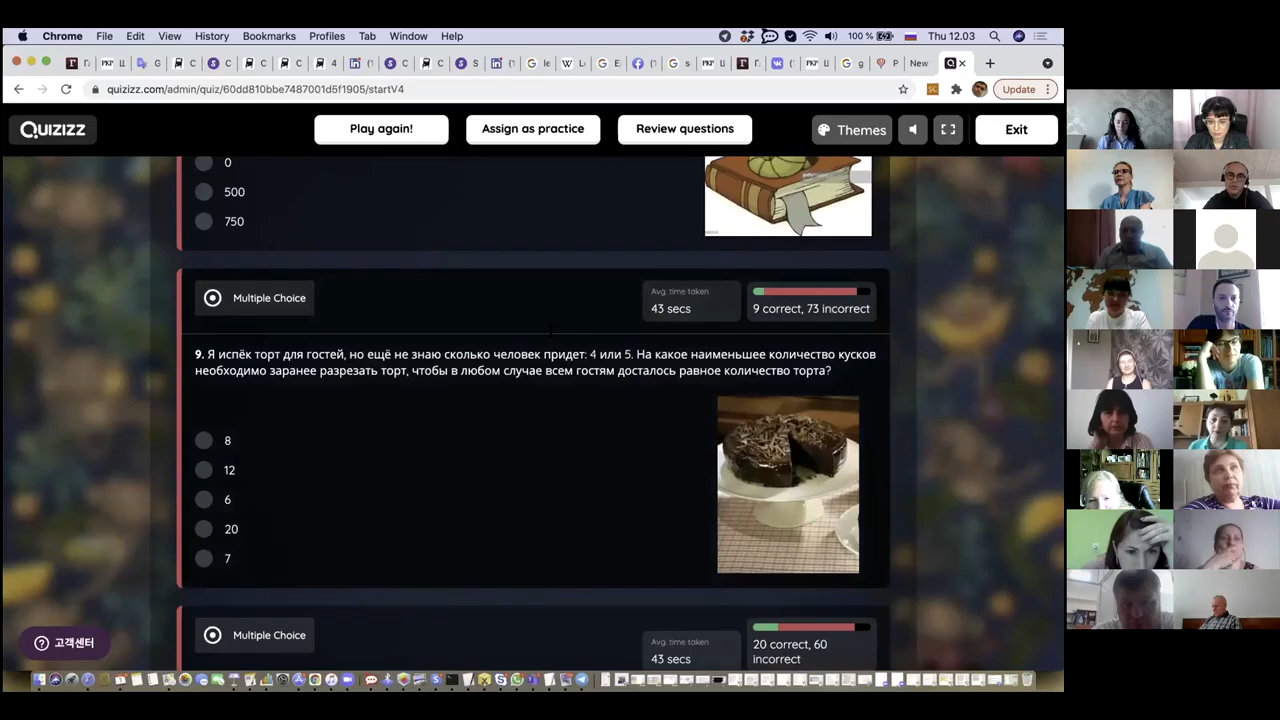 Chrome File Edit View History Bookmarks Profiles Tab Window Help 100 % Thu 12.03
New
quizizz.com/admin/quiz/60dd810bbe7487001d5f1905/startV4 Update
QUIZIZZ Play again! Assign as practice Review questions Themes Exit
0
500
750
Multiple Choice
Avg. time taken
43 secs
9 correct, 73 incorrect
9. Я испёк торт для гостей, но ещё не знаю сколько человек придет: 4 или 5. На какое наименьшее количество кусков
необходимо заранее разрезать торт, чтобы в любом случае всем гостям досталось равное количество торта?
8
12
6
20
7
Multiple Choice
Avg. time taken
43 secs
20 correct, 60
incorrect
고객센터